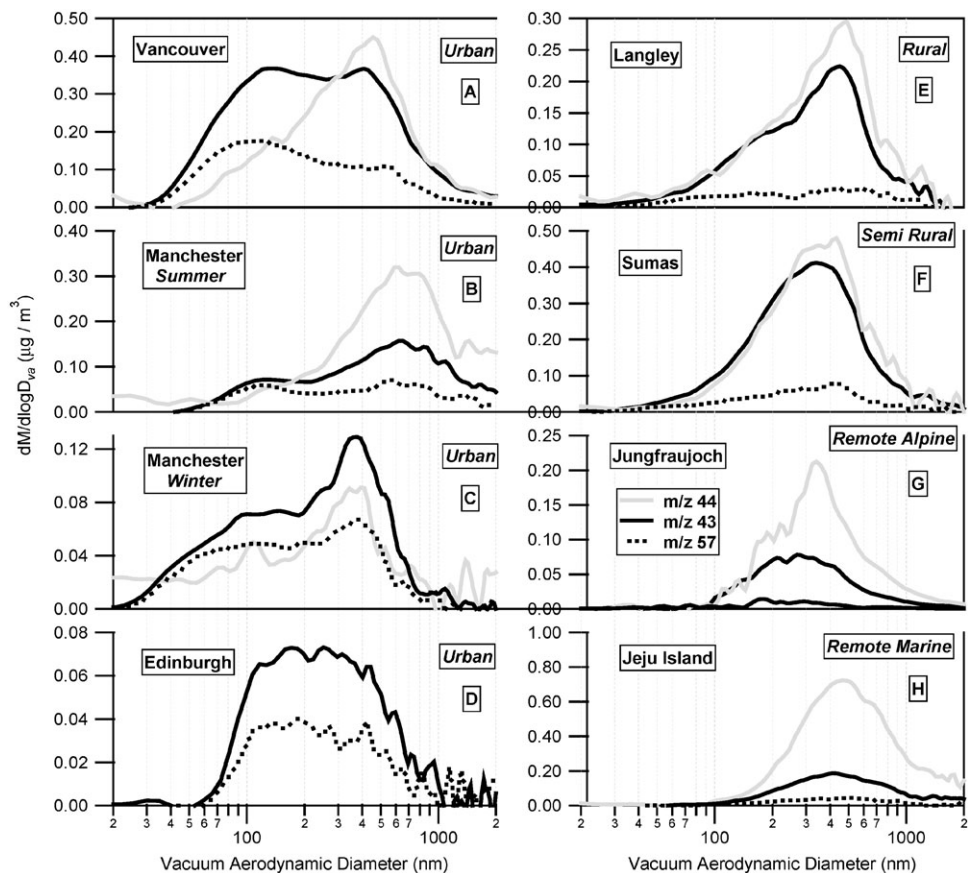 dM/dlogDva (µg / m³)
0.50
0.40
0.30
0.20
0.10
0.00
Vancouver
Urban
A
0.30
0.20
0.10
0.00
Manchester
Summer
Urban
B
0.12
0.08
0.04
0.00
Manchester
Winter
Urban
C
0.08
0.06
0.04
0.02
0.00
Edinburgh
Urban
D
2 3 4 5 6 7 100 2 3 4 5 6 7 1000 2
Vacuum Aerodynamic Diameter (nm)
0.30
0.25
0.20
0.15
0.10
0.05
0.00
Langley
Rural
E
0.50
0.40
0.30
0.20
0.10
0.00
Sumas
Semi Rural
F
0.25
0.20
0.15
0.10
0.05
0.00
Jungfraujoch
Remote Alpine
G
m/z 44
m/z 43
m/z 57
1.00
0.80
0.60
0.40
0.20
0.00
Jeju Island
Remote Marine
H
2 3 4 5 7 100 2 3 4 5 7 1000 2
Vacuum Aerodynamic Diameter (nm)